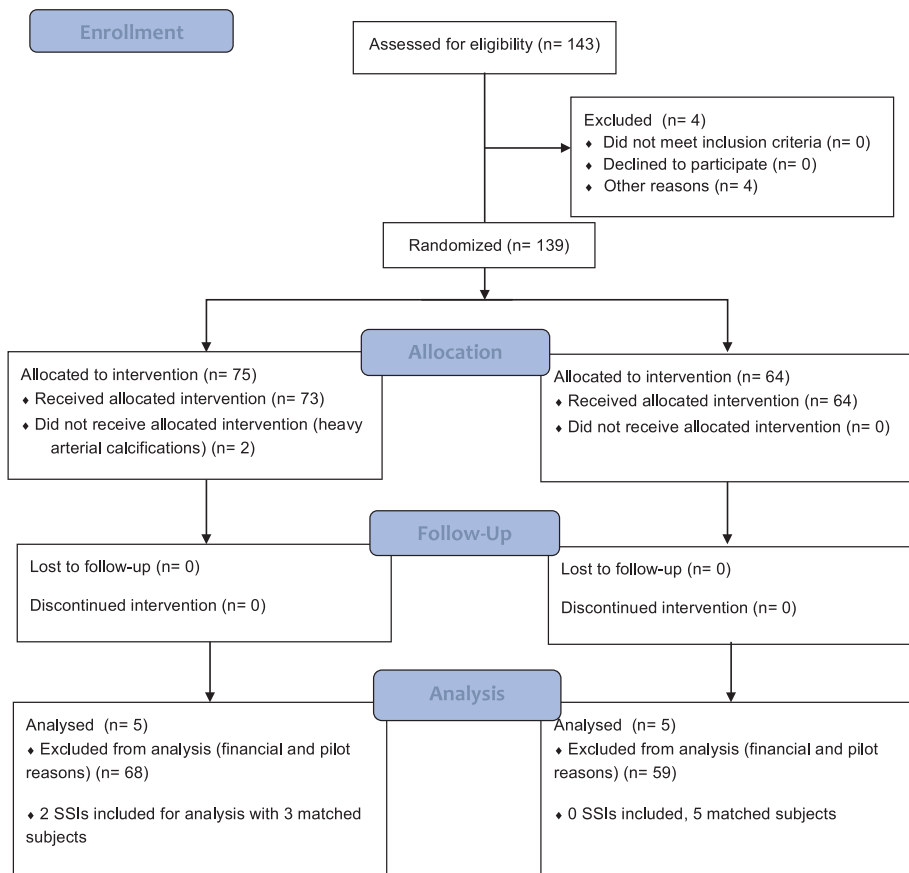 Enrollment
Assessed for eligibility (n= 143)
Excluded (n= 4)
♦ Did not meet inclusion criteria (n= 0)
♦ Declined to participate (n= 0)
♦ Other reasons (n= 4)
Randomized (n= 139)
Allocation
Allocated to intervention (n= 75)
♦ Received allocated intervention (n= 73)
♦ Did not receive allocated intervention (heavy
arterial calcifications) (n= 2)
Allocated to intervention (n= 64)
♦ Received allocated intervention (n= 64)
♦ Did not receive allocated intervention (n= 0)
Follow-Up
Lost to follow-up (n= 0)
Discontinued intervention (n= 0)
Lost to follow-up (n= 0)
Discontinued intervention (n= 0)
Analysis
Analysed (n= 5)
♦ Excluded from analysis (financial and pilot
reasons) (n= 68)
♦ 2 SSIs included for analysis with 3 matched
subjects
Analysed (n= 5)
♦ Excluded from analysis (financial and pilot
reasons) (n= 59)
♦ 0 SSIs included, 5 matched subjects